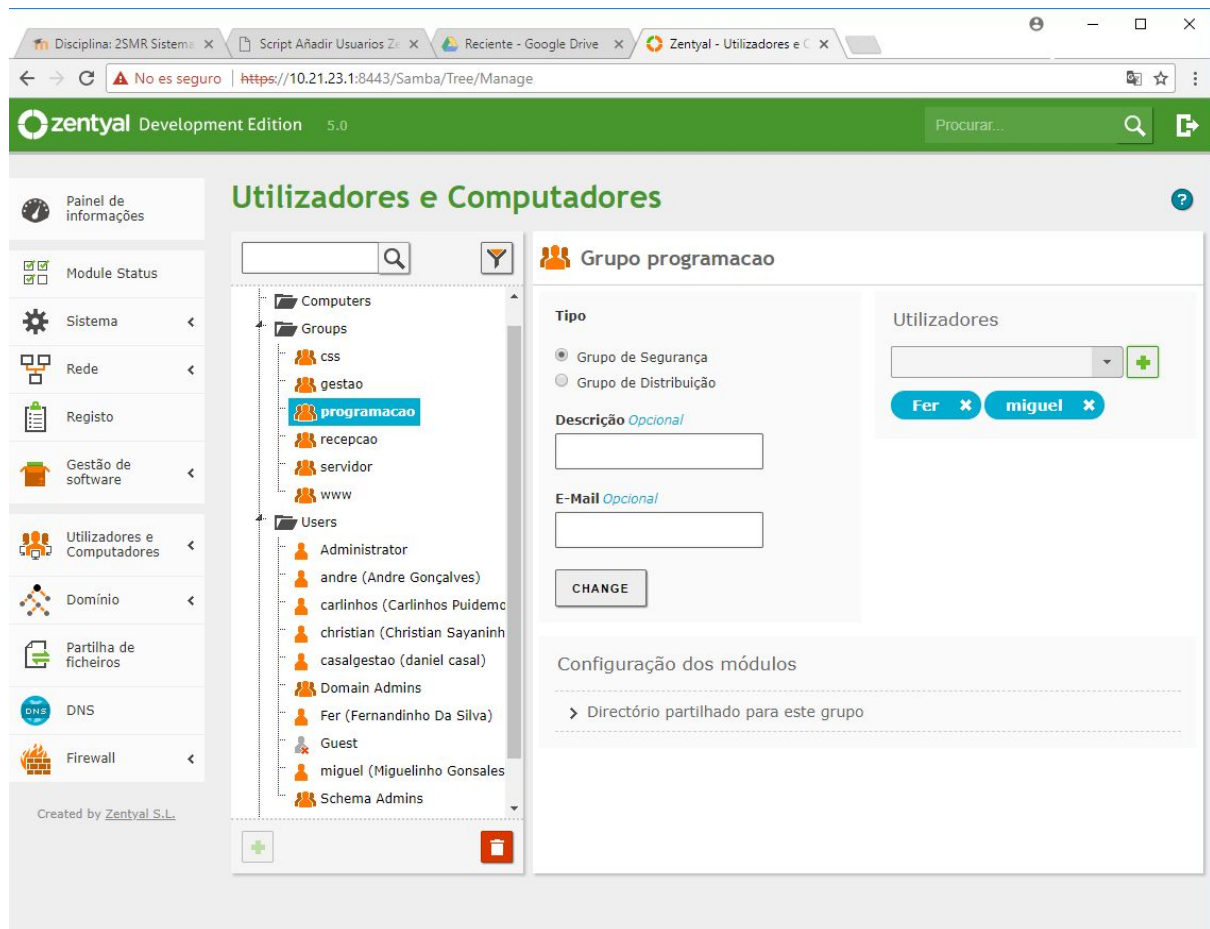 Disciplina: 2SMR Sistema
Script Añadir Usuarios Ze
Reciente - Google Drive
Zentyal - Utilizadores e C
No es seguro
https://10.21.23.1:8443/Samba/Tree/Manage
zentyal Development Edition 5.0
Procurar...
Painel de
informações
Module Status
Sistema
Rede
Registo
Gestão de
software
Utilizadores e
Computadores
Domínio
Partilha de
ficheiros
DNS
DNS
Firewall
Created by Zentyal S.L.
Utilizadores e Computadores
?
Computers
Groups
css
gestao
programacao
recepcao
servidor
www
Users
Administrator
andre (Andre Gonçalves)
carlinhos (Carlinhos Puidemo
christian (Christian Sayaninh
casalgestao (daniel casal)
Domain Admins
Fer (Fernandinho Da Silva)
Guest
miguel (Miguelinho Gonsales
Schema Admins
Grupo programacao
Tipo
Grupo de Segurança
Grupo de Distribuição
Descrição Opcional
E-Mail Opcional
CHANGE
Utilizadores
Fer
miguel
Configuração dos módulos
Directório partilhado para este grupo